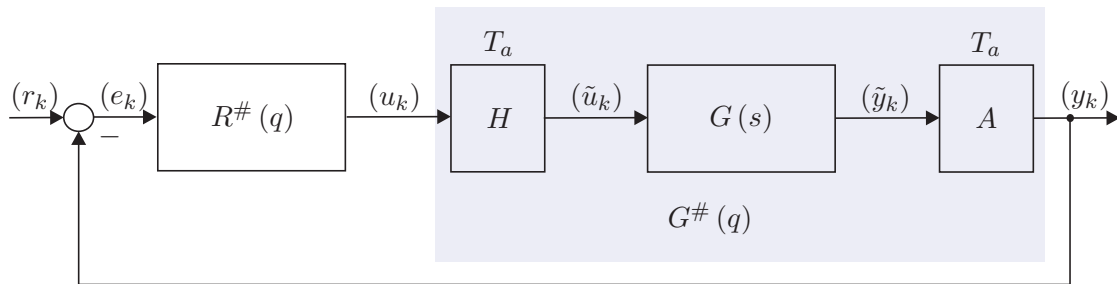 T_a T_a
(r_k) (e_k) R^# (q) (u_k) H (ũ_k) G (s) (ỹ_k) A (y_k)
−
G^# (q)